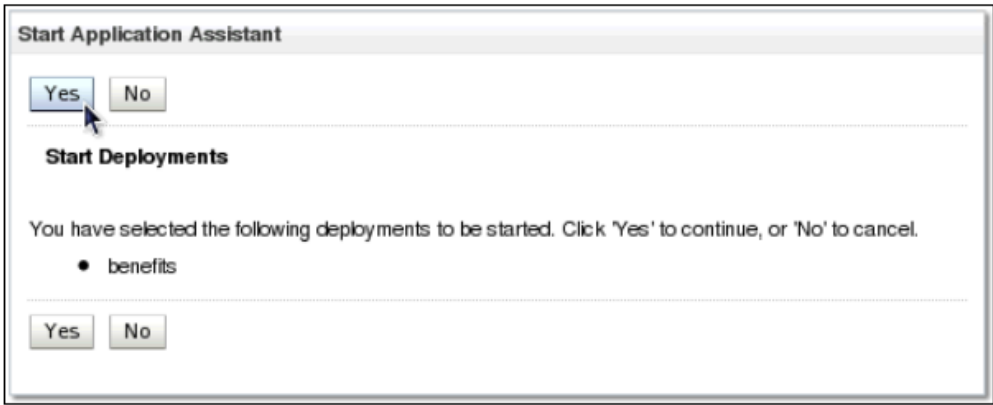 Start Application Assistant
Yes No
Start Deployments
You have selected the following deployments to be started. Click 'Yes' to continue, or 'No' to cancel.
• benefits
Yes No